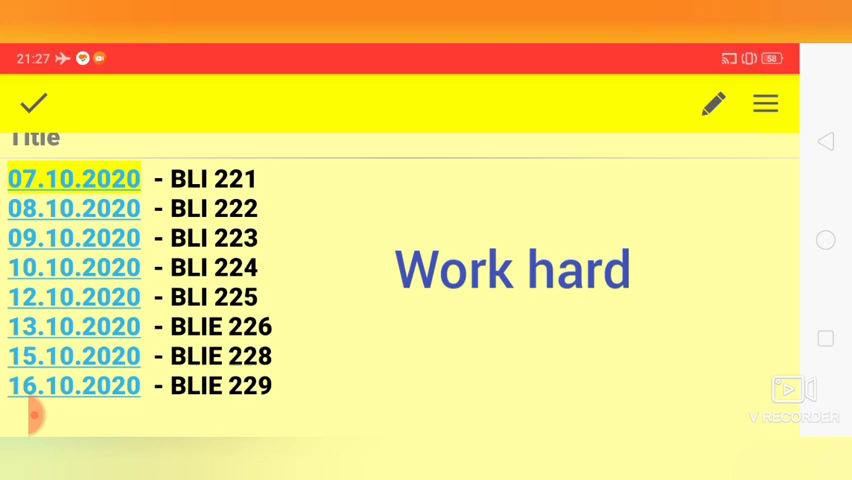 21:27
58
Title
07.10.2020 - BLI 221
08.10.2020 - BLI 222
09.10.2020 - BLI 223
10.10.2020 - BLI 224
12.10.2020 - BLI 225
13.10.2020 - BLIE 226
15.10.2020 - BLIE 228
16.10.2020 - BLIE 229
Work hard
V RECORDER